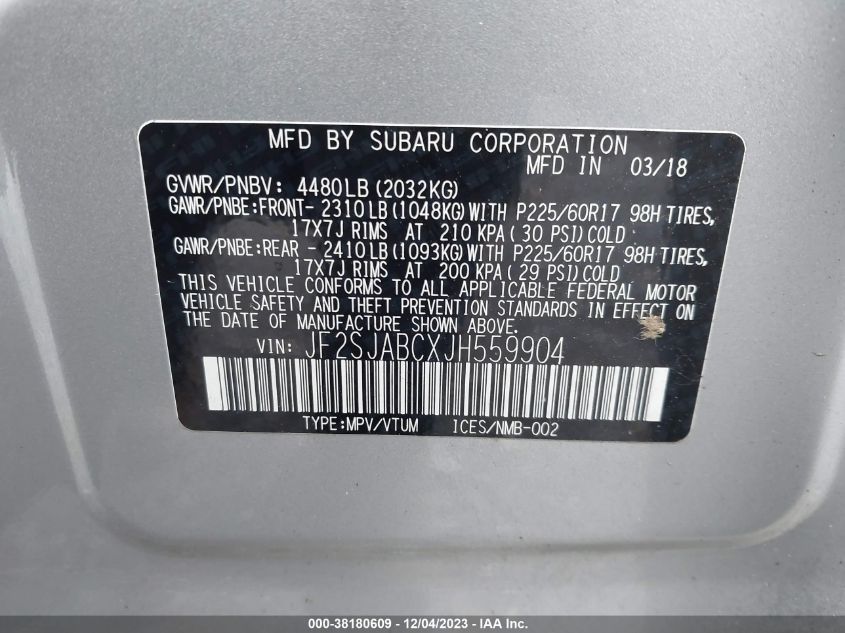 MFD BY SUBARU CORPORATION
MFD IN 03/18
GVWR/PNBV: 4480LB (2032KG)
GAWR/PNBE:FRONT- 2310LB (1048KG) WITH P225/60R17 98H TIRES,
17X7J RIMS AT 210 KPA ( 30 PSI) COLD
GAWR/PNBE:REAR - 2410LB (1093KG) WITH P225/60R17 98H TIRES,
17X7J RIMS AT 200 KPA ( 29 PSI) COLD
THIS VEHICLE CONFORMS TO ALL APPLICABLE FEDERAL MOTOR
VEHICLE SAFETY AND THEFT PREVENTION STANDARDS IN EFFECT ON
THE DATE OF MANUFACTURE SHOWN ABOVE.
VIN: JF2SJABCXJH559904
TYPE:MPV/VTUM ICES/NMB-002
000-38180609 - 12/04/2023 - IAA Inc.